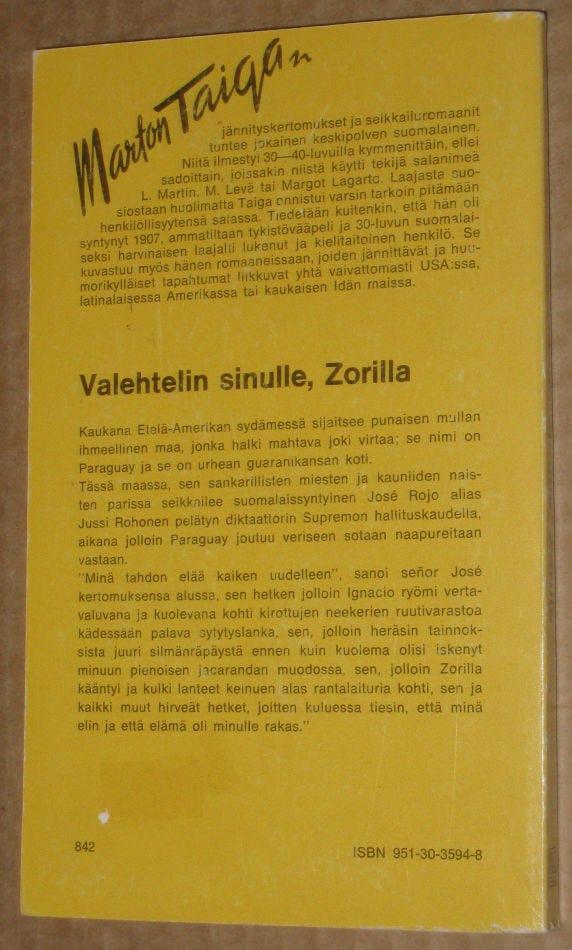 Marton Taigan
jännityskertomukset ja seikkailuromaanit
tuntee jokainen keskipolven suomalainen.
Niitä ilmestyi 30—40-luvuilla kymmenittäin, ellei
sadoittain, joissakin niistä käytti tekijä salanimeä
L. Martin, M. Levä tai Margot Lagarto. Laajasta suo-
siostaan huolimatta Taiga onnistui varsin tarkoin pitämään
henkilöllisyytensä salassa. Tiedetään kuitenkin, että hän oli
syntynyt 1907, ammatiltaan tykistövääpeli ja 30-luvun suomalai-
seksi harvinaisen laajalti lukenut ja kielitaitoinen henkilö. Se
kuvastuu myös hänen romaaneissaan, joiden jännittävät ja huu-
morikylläiset tapahtumat liikkuvat yhtä vaivattomasti USA:ssa,
latinalaisessa Amerikassa tai kaukaisen Idän maissa.
Valehtelin sinulle, Zorilla
Kaukana Etelä-Amerikan sydämessä sijaitsee punaisen mullan
ihmeellinen maa, jonka halki mahtava joki virtaa; se nimi on
Paraguay ja se on urhean guaranikansan koti.
Tässä maassa, sen sankarillisten miesten ja kauniiden nais-
ten parissa seikkailee suomalaissyntyinen José Rojo alias
Jussi Rohonen pelätyn diktaattorin Supremon hallituskaudella,
aikana jolloin Paraguay joutuu veriseen sotaan naapureitaan
vastaan.
"Minä tahdon elää kaiken uudelleen", sanoi señor José
kertomuksensa alussa, sen hetken jolloin Ignacio ryömi verta-
valuvana ja kuolevana kohti kirottujen neekerien ruutivarastoa
kädessään palava sytytyslanka, sen, jolloin heräsin tainnok-
sista juuri silmänräpäystä ennen kuin kuolema olisi iskenyt
minuun pienoisen jacarandan muodossa, sen, jolloin Zorilla
kääntyi ja kulki lanteet keinuen alas rantalaituria kohti, sen ja
kaikki muut hirveät hetket, joitten kuluessa tiesin, että minä
elin ja että elämä oli minulle rakas."
842
ISBN 951-30-3594-8